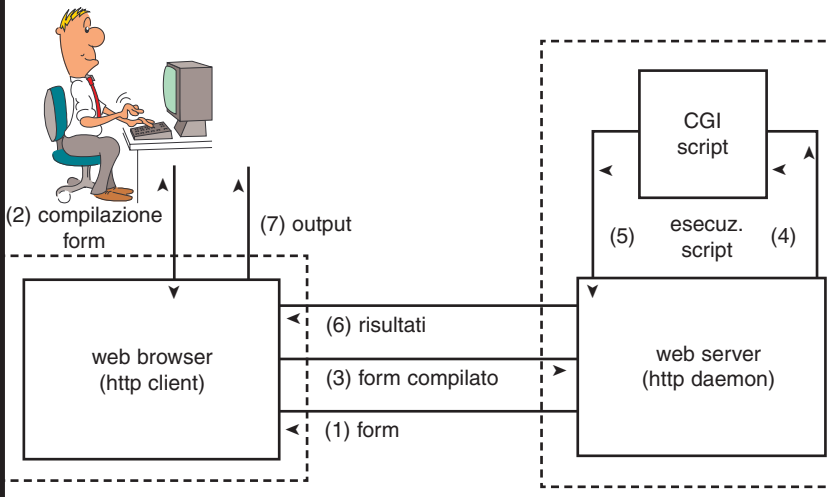 CGI
script
(2) compilazione
form
(7) output
(5)
esecuz.
script
(4)
(6) risultati
web browser
(http client)
(3) form compilato
web server
(http daemon)
(1) form